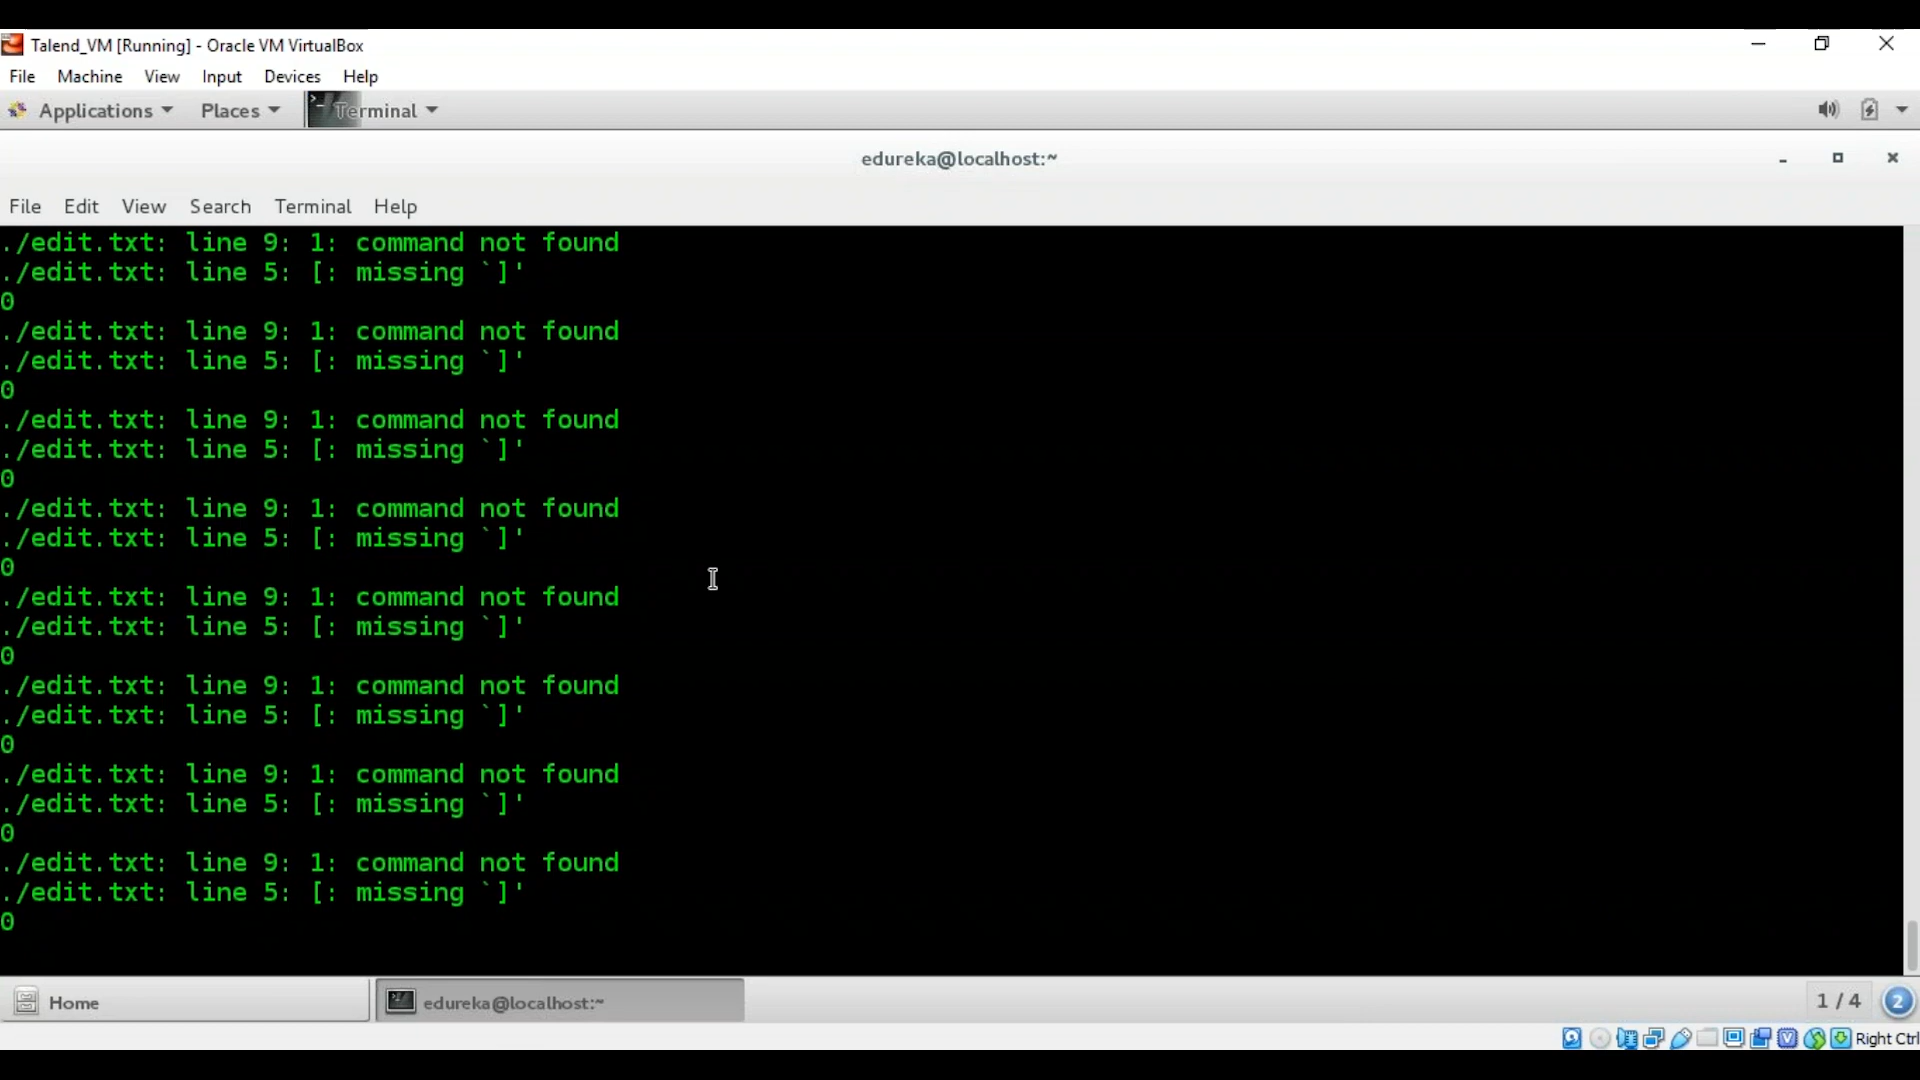 Talend_VM [Running] - Oracle VM VirtualBox
File Machine View Input Devices Help
Applications Places Terminal
edureka@localhost:~
File Edit View Search Terminal Help
./edit.txt: line 9: 1: command not found
./edit.txt: line 5: [: missing `]'
0
./edit.txt: line 9: 1: command not found
./edit.txt: line 5: [: missing `]'
0
./edit.txt: line 9: 1: command not found
./edit.txt: line 5: [: missing `]'
0
./edit.txt: line 9: 1: command not found
./edit.txt: line 5: [: missing `]'
0
./edit.txt: line 9: 1: command not found
./edit.txt: line 5: [: missing `]'
0
./edit.txt: line 9: 1: command not found
./edit.txt: line 5: [: missing `]'
0
./edit.txt: line 9: 1: command not found
./edit.txt: line 5: [: missing `]'
0
./edit.txt: line 9: 1: command not found
./edit.txt: line 5: [: missing `]'
0
Home edureka@localhost:~ 1 / 4 2
Right Ctrl